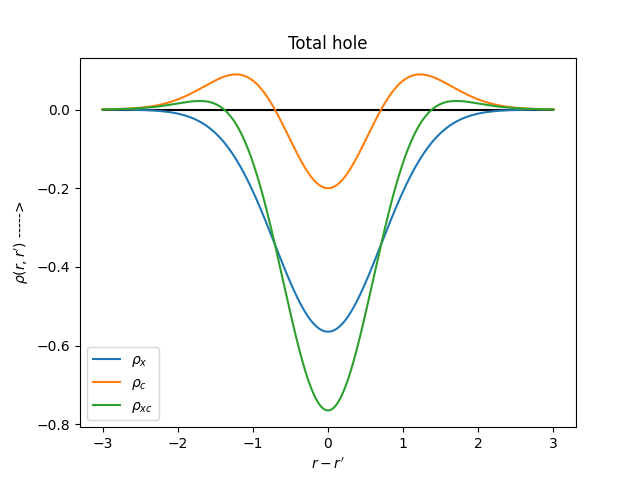 Total hole
0.0
−0.2
−0.4
−0.6
−0.8
ρ(r, r′) ----->
−3
−2
−1
0
1
2
3
r − r′
ρx
ρc
ρxc